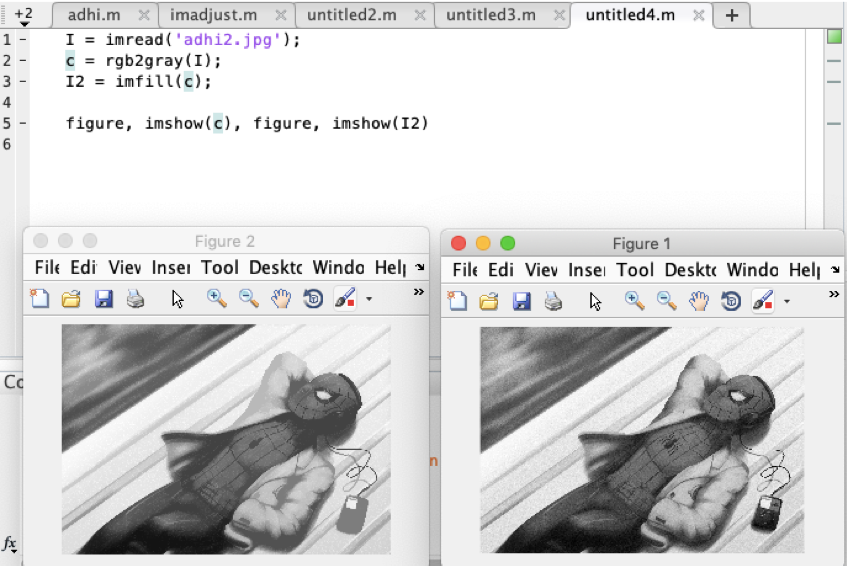 +2 adhi.m imadjust.m untitled2.m untitled3.m untitled4.m +
1 - I = imread('adhi2.jpg');
2 - c = rgb2gray(I);
3 - I2 = imfill(c);
4
5 - figure, imshow(c), figure, imshow(I2)
6
Figure 2
File Edi View Inser Tool Deskto Windo Help
Figure 1
File Edi View Inser Tool Deskto Windo Help
Co
n
fx